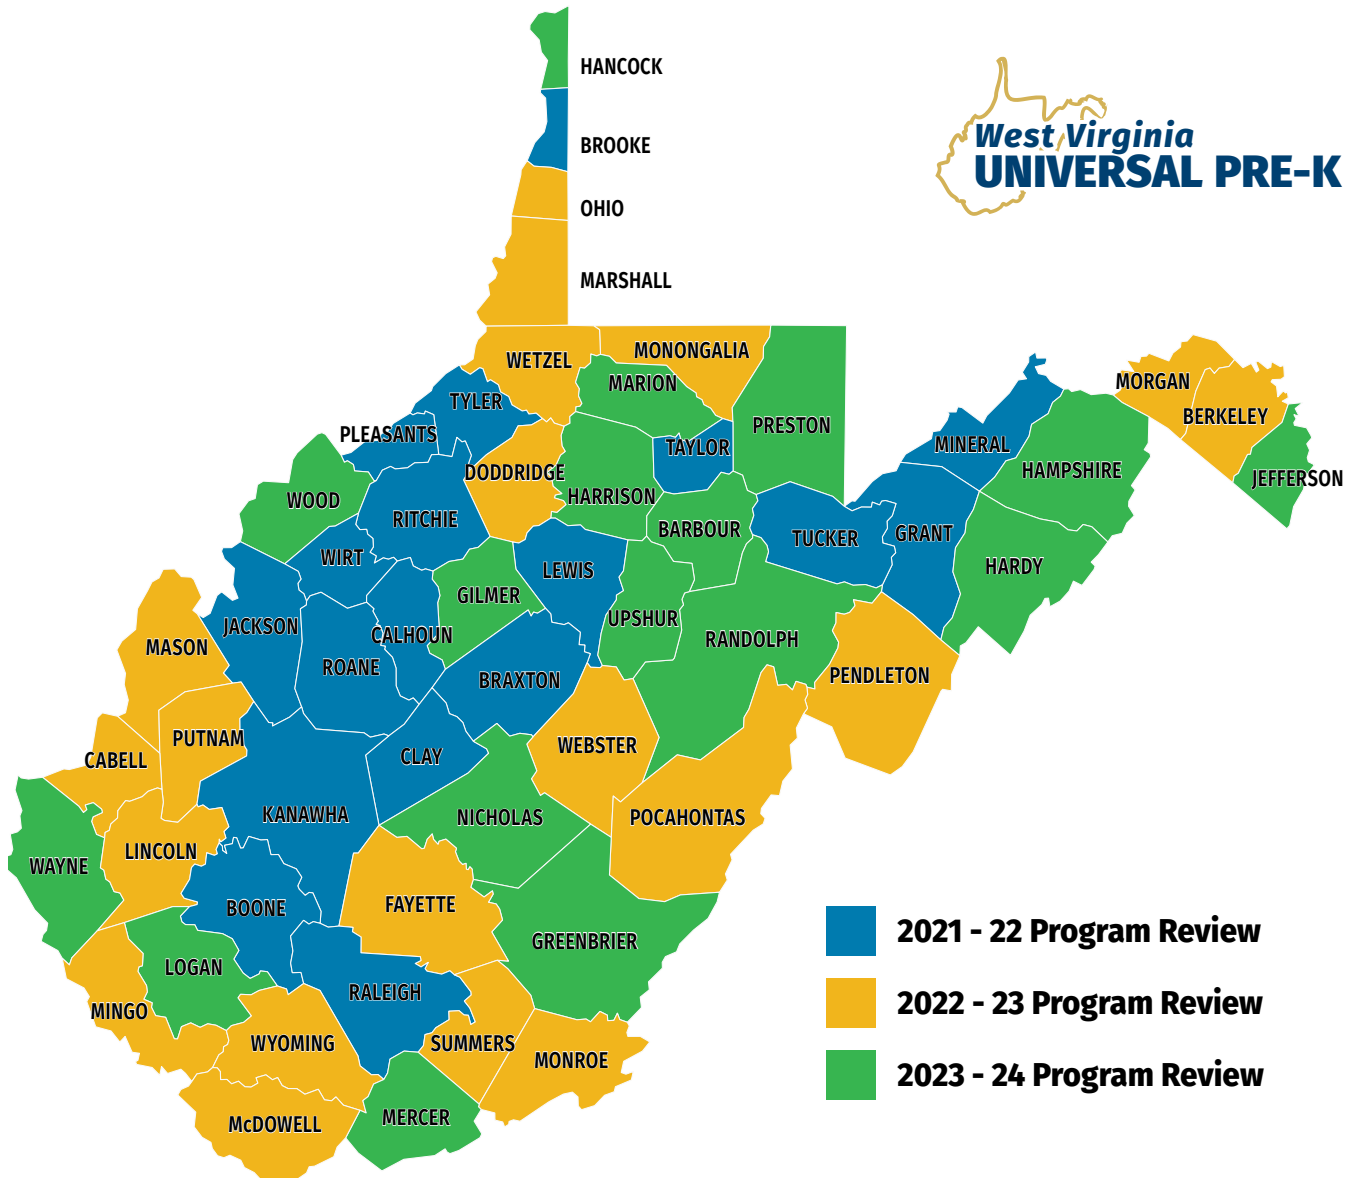 HANCOCK
BROOKE
West Virginia
UNIVERSAL PRE-K
OHIO
MARSHALL
WETZEL
MONONGALIA
MARION
MORGAN
TYLER
BERKELEY
PRESTON
PLEASANTS
TAYLOR
MINERAL
DODDRIDGE
HAMPSHIRE
JEFFERSON
WOOD
HARRISON
RITCHIE
BARBOUR
TUCKER
GRANT
WIRT
LEWIS
HARDY
GILMER
UPSHUR
JACKSON
CALHOUN
RANDOLPH
MASON
ROANE
BRAXTON
PENDLETON
PUTNAM
WEBSTER
CABELL
CLAY
KANAWHA
NICHOLAS
POCAHONTAS
LINCOLN
WAYNE
FAYETTE
BOONE
2021 - 22 Program Review
GREENBRIER
LOGAN
RALEIGH
2022 - 23 Program Review
MINGO
WYOMING
SUMMERS
MONROE
2023 - 24 Program Review
MERCER
McDOWELL